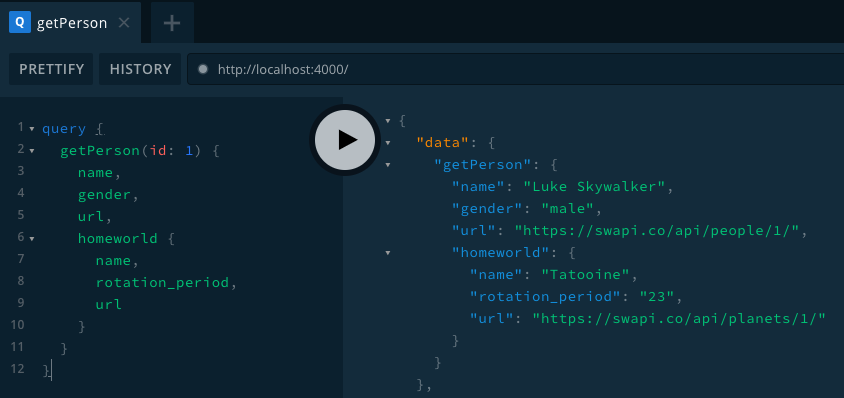 Q getPerson ×
+
PRETTIFY HISTORY http://localhost:4000/
1 query {
2 getPerson(id: 1) {
3 name,
4 gender,
5 url,
6 homeworld {
7 name,
8 rotation_period,
9 url
10 }
11 }
12 }
{
"data": {
"getPerson": {
"name": "Luke Skywalker",
"gender": "male",
"url": "https://swapi.co/api/people/1/",
"homeworld": {
"name": "Tatooine",
"rotation_period": "23",
"url": "https://swapi.co/api/planets/1/"
}
}
},